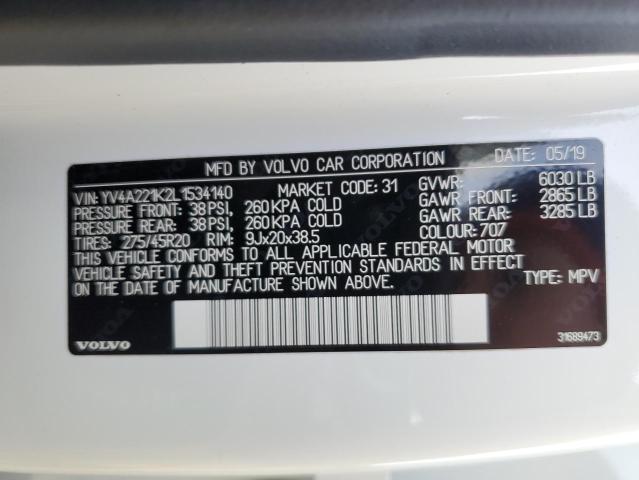 MFD BY VOLVO CAR CORPORATION DATE: 05/19
VIN: YV4A221K2L1534140 MARKET CODE: 31 GVWR: 6030 LB
PRESSURE FRONT: 38 PSI, 260 KPA COLD GAWR FRONT: 2865 LB
PRESSURE REAR: 38 PSI, 260 KPA COLD GAWR REAR: 3285 LB
TIRES: 275/45R20 RIM: 9Jx20x38.5 COLOUR: 707
THIS VEHICLE CONFORMS TO ALL APPLICABLE FEDERAL MOTOR
VEHICLE SAFETY AND THEFT PREVENTION STANDARDS IN EFFECT
ON THE DATE OF MANUFACTURE SHOWN ABOVE. TYPE: MPV
VOLVO 31689473